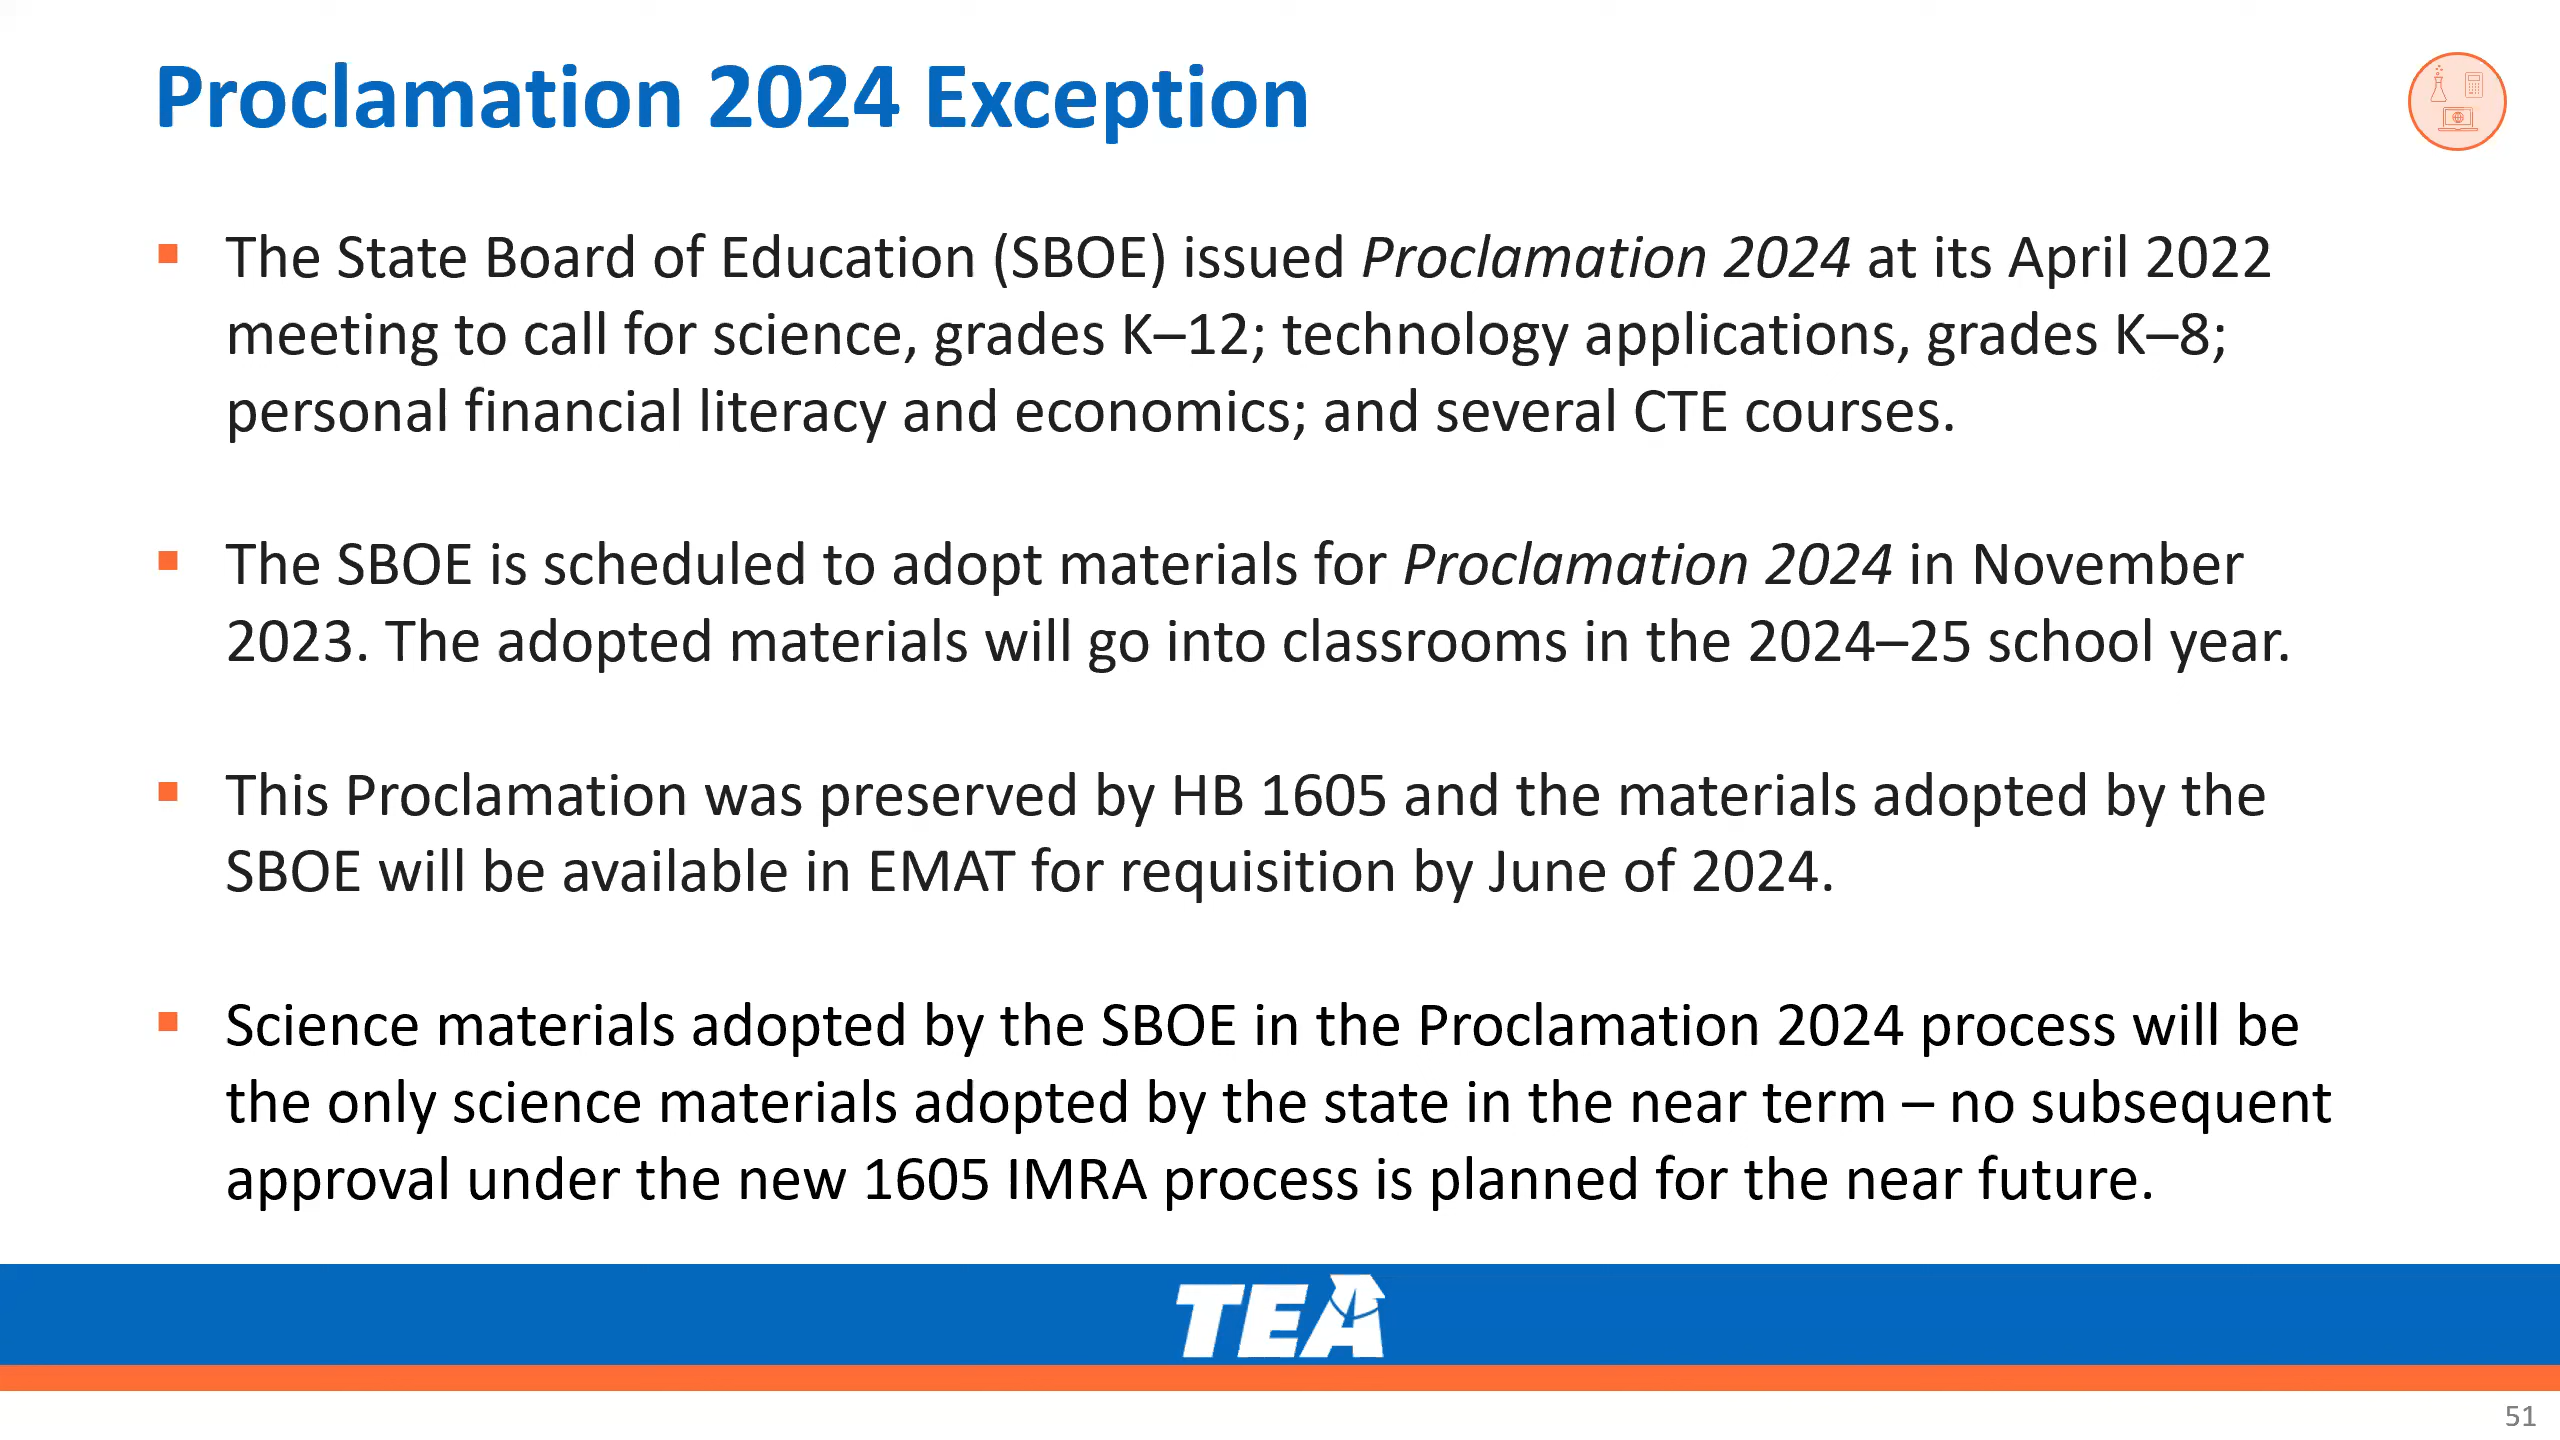 Proclamation 2024 Exception
▪ The State Board of Education (SBOE) issued Proclamation 2024 at its April 2022
meeting to call for science, grades K–12; technology applications, grades K–8;
personal financial literacy and economics; and several CTE courses.
▪ The SBOE is scheduled to adopt materials for Proclamation 2024 in November
2023. The adopted materials will go into classrooms in the 2024–25 school year.
▪ This Proclamation was preserved by HB 1605 and the materials adopted by the
SBOE will be available in EMAT for requisition by June of 2024.
▪ Science materials adopted by the SBOE in the Proclamation 2024 process will be
the only science materials adopted by the state in the near term – no subsequent
approval under the new 1605 IMRA process is planned for the near future.
TEA
51